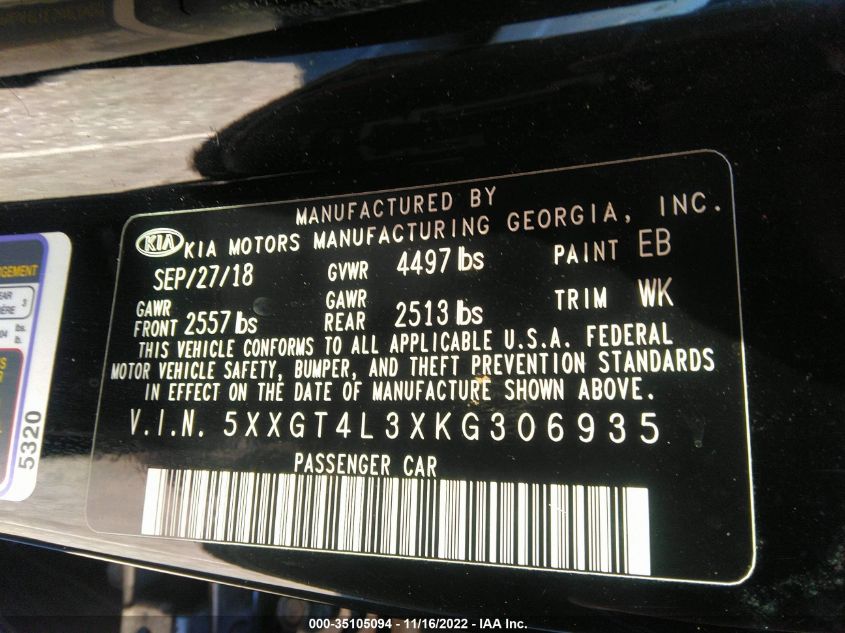 MANUFACTURED BY
KIA KIA MOTORS MANUFACTURING GEORGIA, INC.
SEP/27/18 GVWR 4497 lbs PAINT EB
GAWR FRONT 2557 lbs GAWR REAR 2513 lbs TRIM WK
THIS VEHICLE CONFORMS TO ALL APPLICABLE U.S.A. FEDERAL
MOTOR VEHICLE SAFETY, BUMPER, AND THEFT PREVENTION STANDARDS
IN EFFECT ON THE DATE OF MANUFACTURE SHOWN ABOVE.
V.I.N. 5XXGT4L3XKG306935
PASSENGER CAR
5320
000-35105094 - 11/16/2022 - IAA Inc.